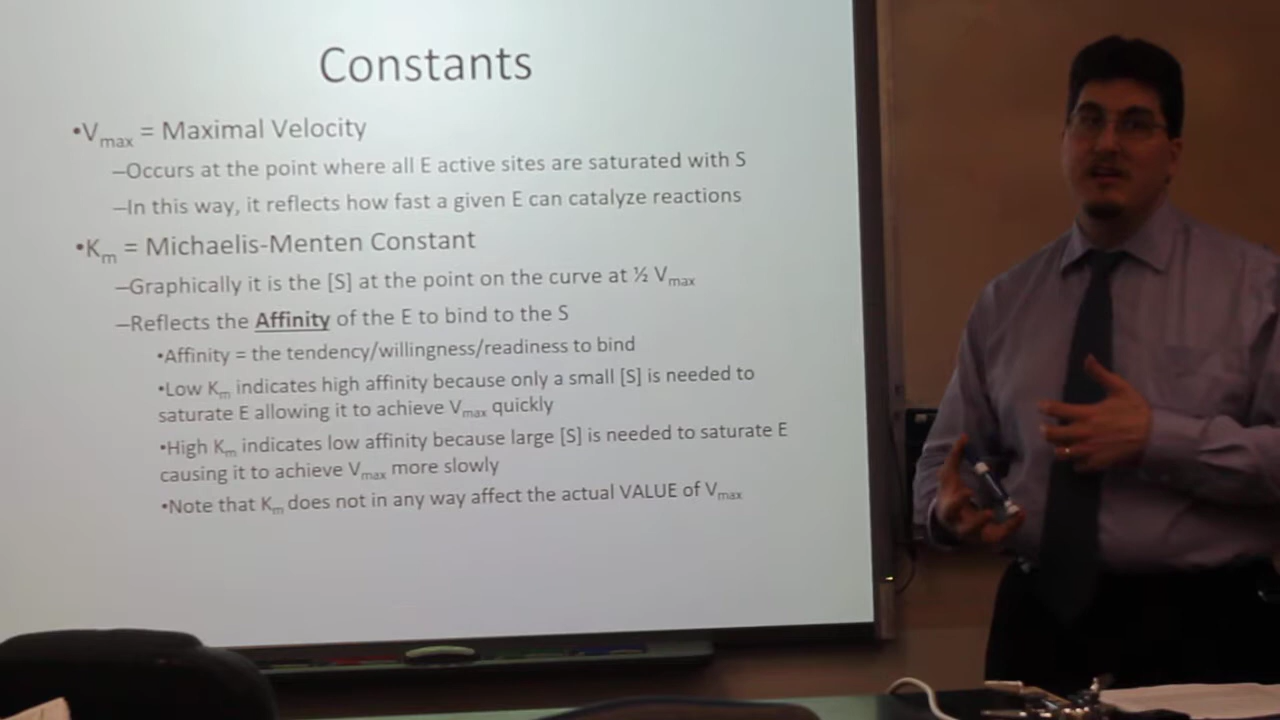 Constants
•Vmax = Maximal Velocity
–Occurs at the point where all E active sites are saturated with S
–In this way, it reflects how fast a given E can catalyze reactions
•Km = Michaelis-Menten Constant
–Graphically it is the [S] at the point on the curve at ½ Vmax
–Reflects the Affinity of the E to bind to the S
•Affinity = the tendency/willingness/readiness to bind
•Low Km indicates high affinity because only a small [S] is needed to
saturate E allowing it to achieve Vmax quickly
•High Km indicates low affinity because large [S] is needed to saturate E
causing it to achieve Vmax more slowly
•Note that Km does not in any way affect the actual VALUE of Vmax